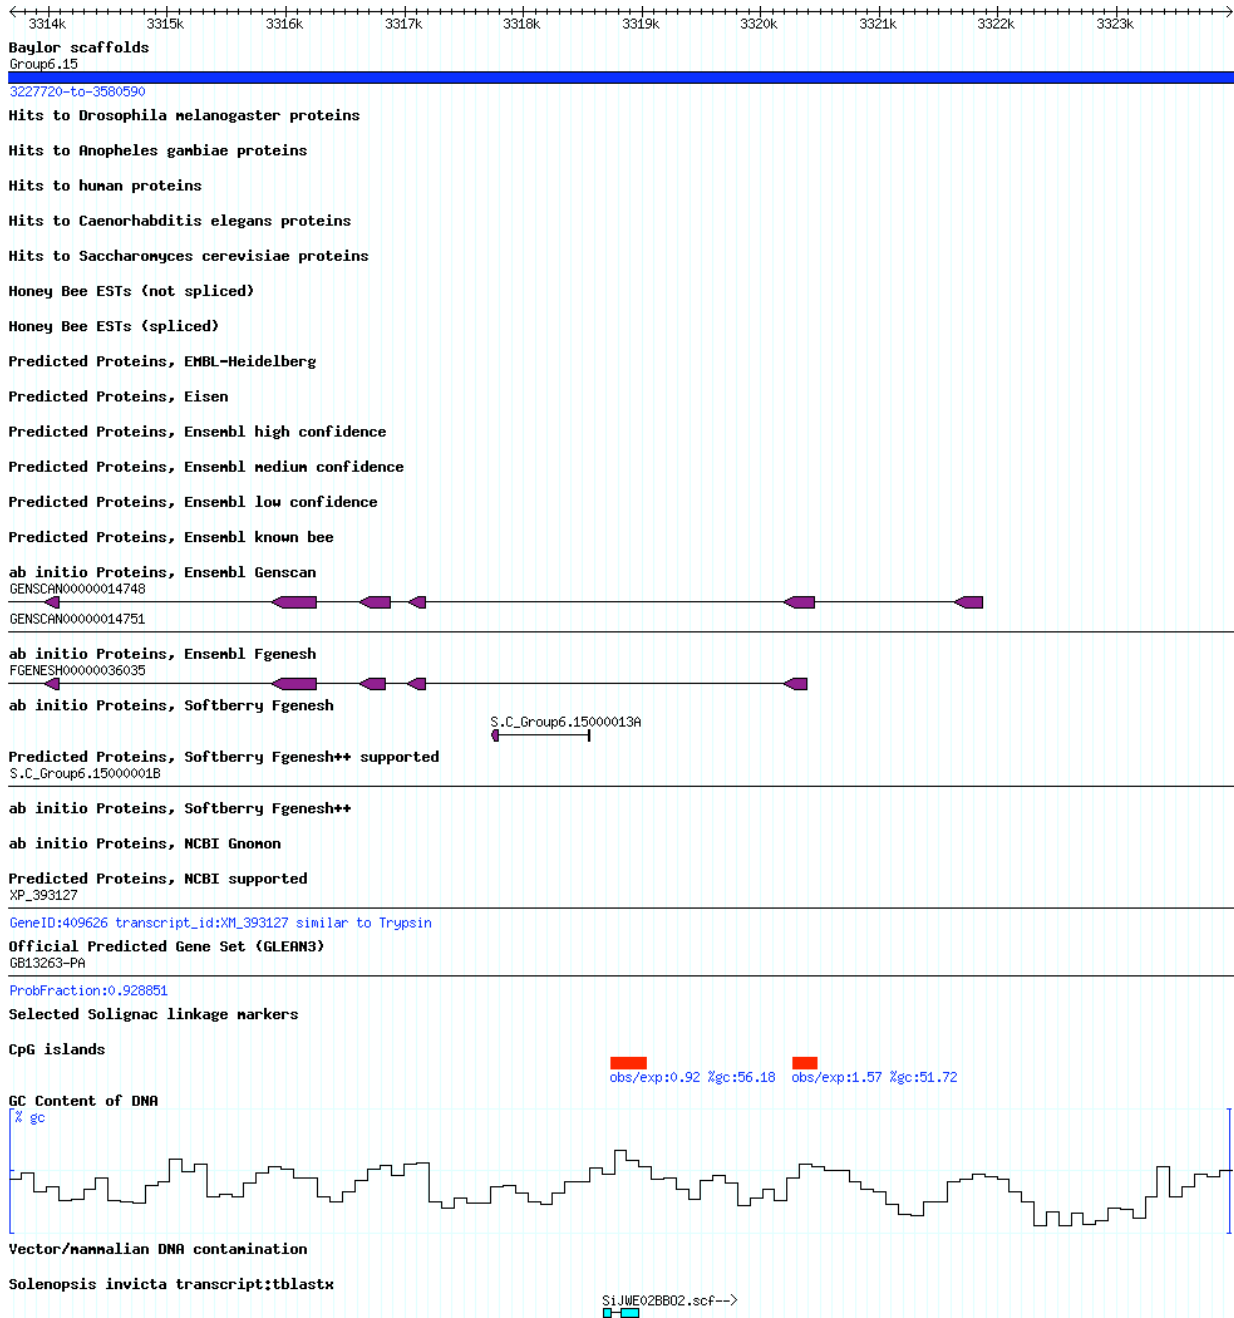 3314k 3315k 3316k 3317k 3318k 3319k 3320k 3321k 3322k 3323k
Baylor scaffolds
Group6.15
3227720-to-3580590
Hits to Drosophila melanogaster proteins
Hits to Anopheles gambiae proteins
Hits to human proteins
Hits to Caenorhabditis elegans proteins
Hits to Saccharomyces cerevisiae proteins
Honey Bee ESTs (not spliced)
Honey Bee ESTs (spliced)
Predicted Proteins, EMBL-Heidelberg
Predicted Proteins, Eisen
Predicted Proteins, Ensembl high confidence
Predicted Proteins, Ensembl medium confidence
Predicted Proteins, Ensembl low confidence
Predicted Proteins, Ensembl known bee
ab initio Proteins, Ensembl Genscan
GENSCAN00000014748
GENSCAN00000014751
ab initio Proteins, Ensembl Fgenesh
FGENESH00000036035
ab initio Proteins, Softberry Fgenesh
S.C_Group6.15000013A
Predicted Proteins, Softberry Fgenesh++ supported
S.C_Group6.15000001B
ab initio Proteins, Softberry Fgenesh++
ab initio Proteins, NCBI Gnomon
Predicted Proteins, NCBI supported
XP_393127
GeneID:409626 transcript_id:XM_393127 similar to Trypsin
Official Predicted Gene Set (GLEAN3)
GB13263-PA
ProbFraction:0.928851
Selected Solignac linkage markers
CpG islands
obs/exp:0.92 %gc:56.18 obs/exp:1.57 %gc:51.72
GC Content of DNA
% gc
Vector/mammalian DNA contamination
Solenopsis invicta transcript:tblastx
SiJWE02BBO2.scf-->